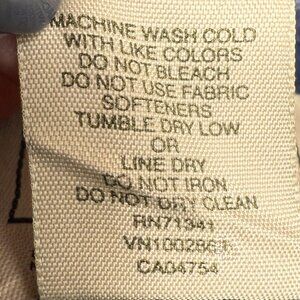 MACHINE WASH COLD
WITH LIKE COLORS
DO NOT BLEACH
DO NOT USE FABRIC
SOFTENERS
TUMBLE DRY LOW
OR
LINE DRY
DO NOT IRON
DO NOT DRY CLEAN
RN71341
CA04754